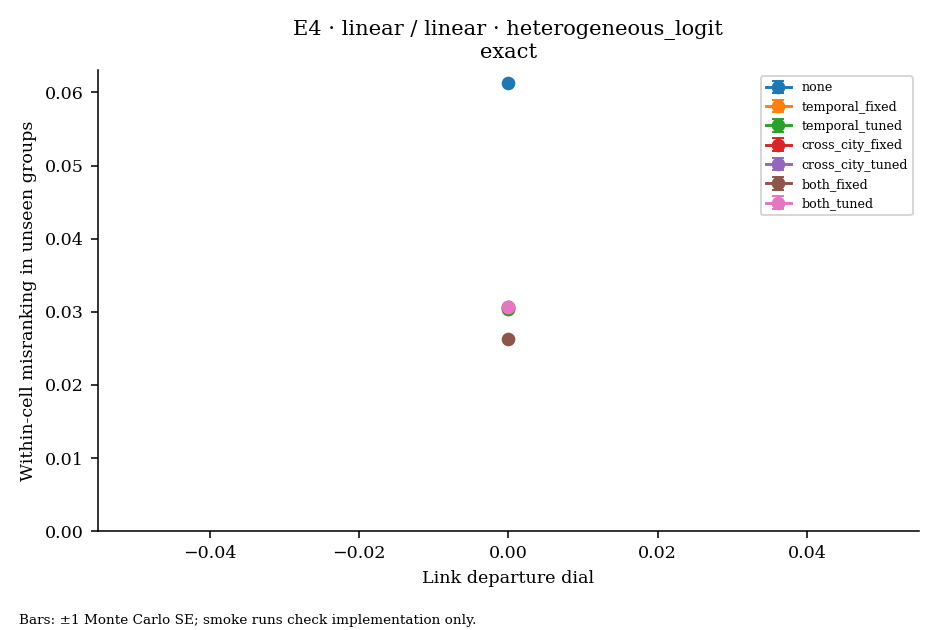 E4 · linear / linear · heterogeneous_logit
exact
Within-cell misranking in unseen groups
0.06
0.05
0.04
0.03
0.02
0.01
0.00
none
temporal_fixed
temporal_tuned
cross_city_fixed
cross_city_tuned
both_fixed
both_tuned
−0.04
−0.02
0.00
0.02
0.04
Link departure dial
Bars: ±1 Monte Carlo SE; smoke runs check implementation only.